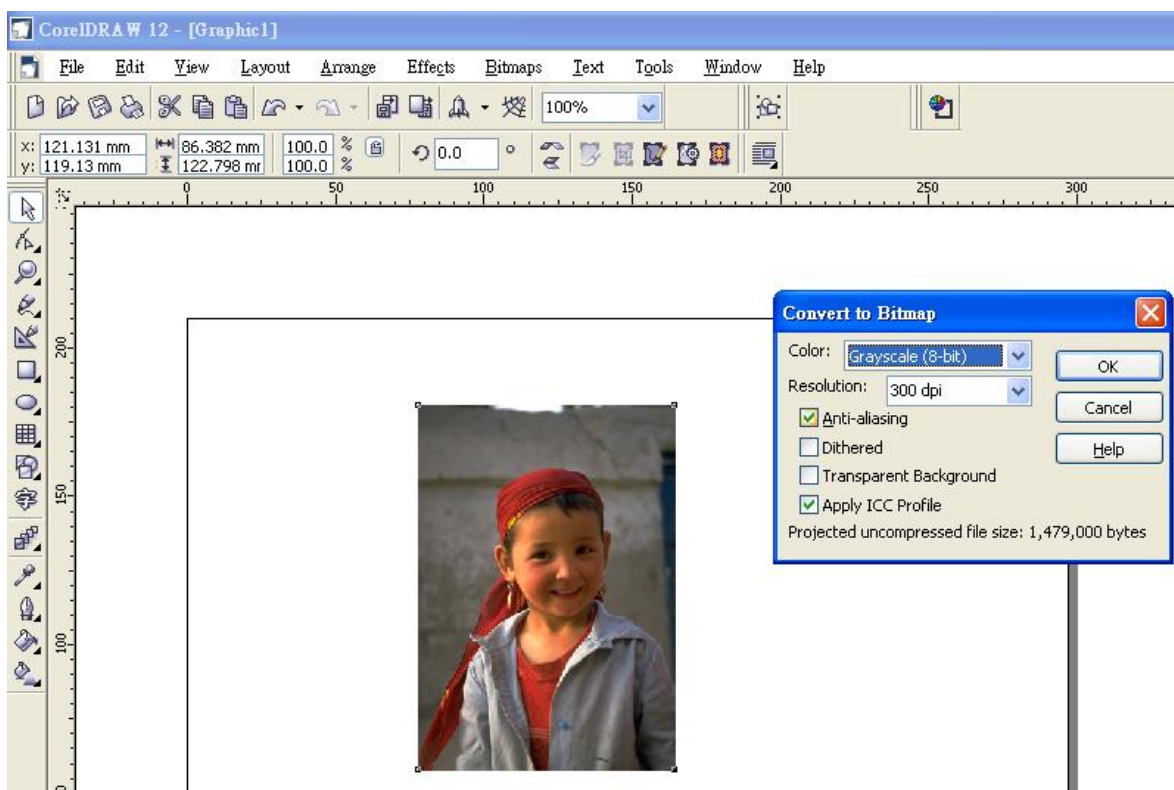 CorelDRAW 12 - [Graphic1]
File Edit View Layout Arrange Effects Bitmaps Text Tools Window Help
100%
x: 121.131 mm 86.382 mm 100.0 % 0.0 °
y: 119.13 mm 122.798 mr 100.0 %
0 50 100 150 200 250 300
200
150
100
字
Convert to Bitmap
Color: Grayscale (8-bit)
OK
Resolution: 300 dpi
Cancel
Anti-aliasing
Help
Dithered
Transparent Background
Apply ICC Profile
Projected uncompressed file size: 1,479,000 bytes